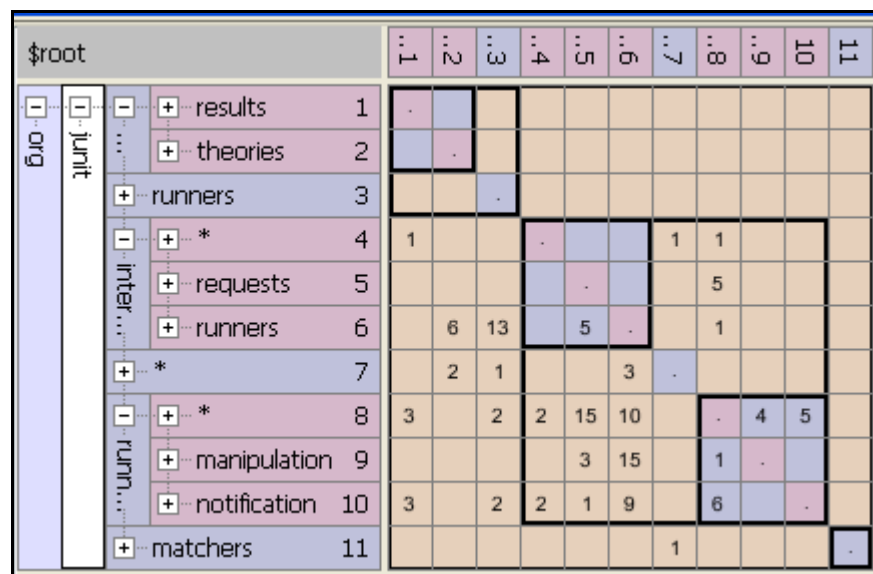 $root ..1 ..2 ..3 ..4 ..5 ..6 ..7 ..8 ..9 10 11
org
junit
...
+ results 1 .
+ theories 2 .
+ runners 3 .
inter...
+ * 4 1 . 1 1
+ requests 5 . 5
+ runners 6 6 13 5 . 1
+ * 7 2 1 3 .
runn...
+ * 8 3 2 2 15 10 . 4 5
+ manipulation 9 3 15 1 .
+ notification 10 3 2 2 1 9 6 .
+ matchers 11 1 .